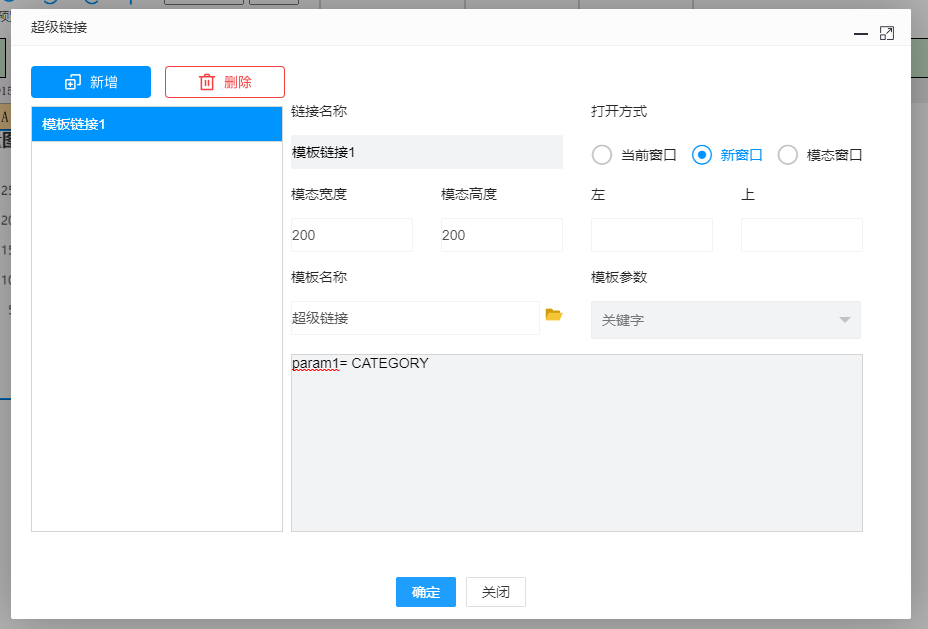 超级链接
新增
删除
模板链接1
链接名称
打开方式
模板链接1
当前窗口
新窗口
模态窗口
模态宽度
模态高度
左
上
200
200
模板名称
模板参数
超级链接
关键字
param1= CATEGORY
确定
关闭